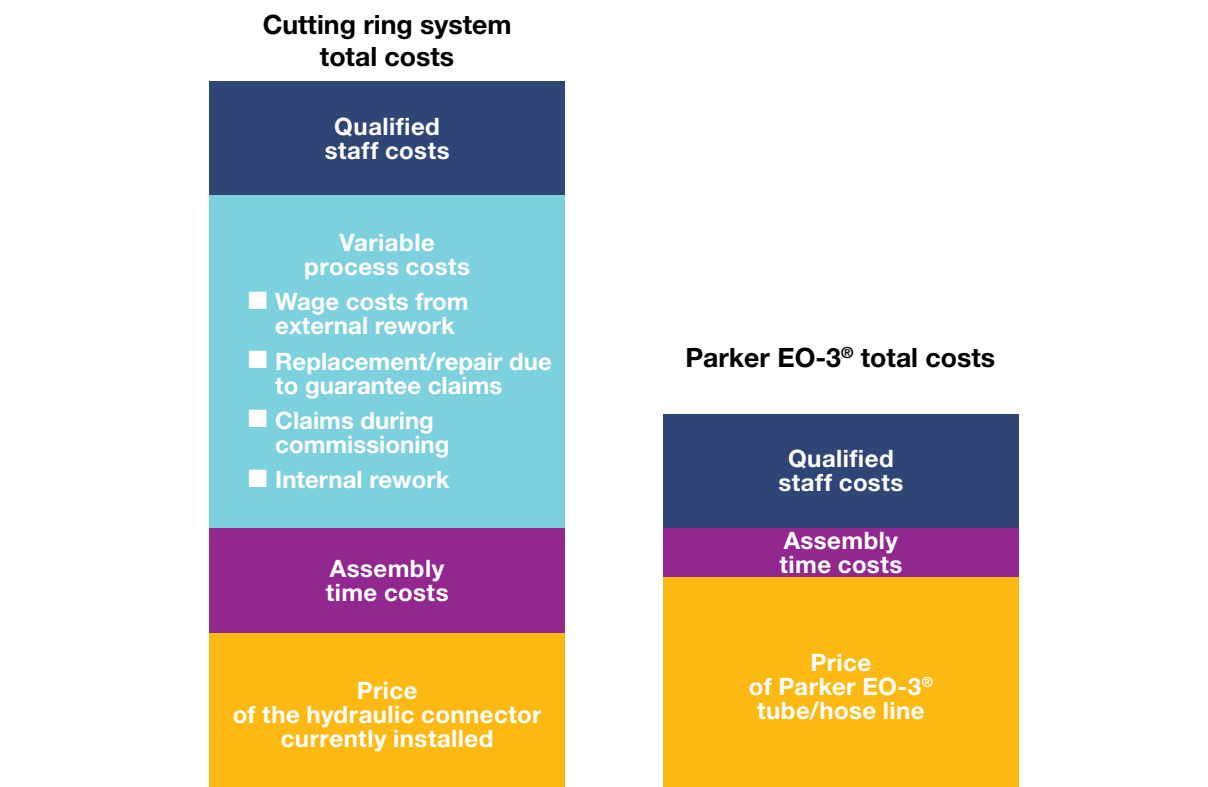 Cutting ring system
total costs
Qualified
staff costs
Variable
process costs
Wage costs from
external rework
Replacement/repair due
to guarantee claims
Claims during
commissioning
Internal rework
Assembly
time costs
Price
of the hydraulic connector
currently installed
Parker EO-3® total costs
Qualified
staff costs
Assembly
time costs
Price
of Parker EO-3®
tube/hose line